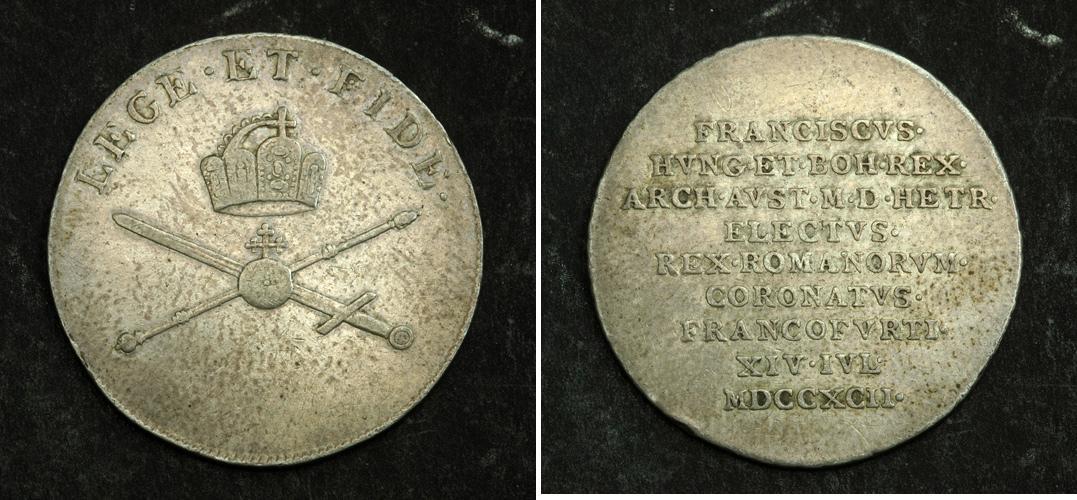 LEGE · ET · FIDE ·
FRANCISCVS ·
HVNG · ET · BOH · REX ·
ARCH · AVST · M · D · HETR ·
ELECTVS ·
REX · ROMANORVM ·
CORONATVS ·
FRANCOFVRTI ·
XIV · IVL ·
MDCCXCII ·